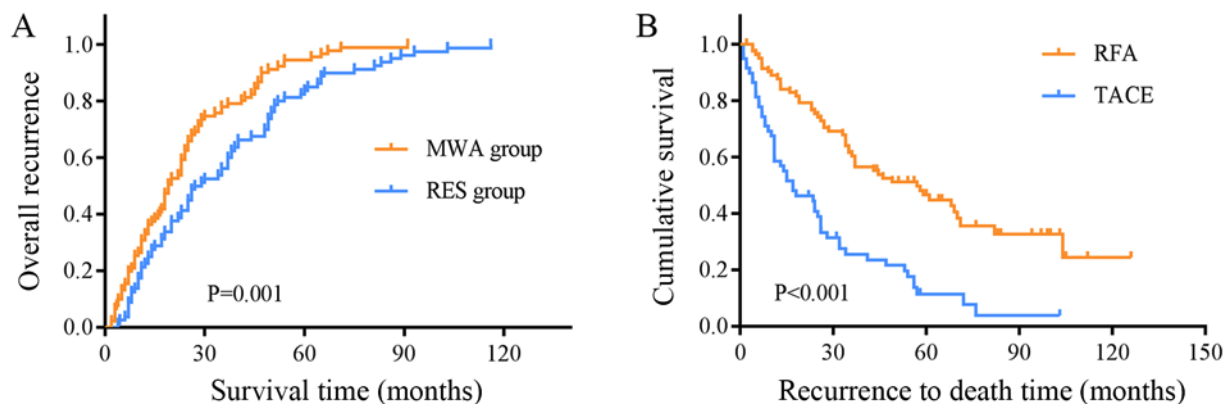 A
Overall recurrence
1.0
0.8
0.6
0.4
0.2
0.0
MWA group
RES group
P=0.001
0
30
60
90
120
Survival time (months)
B
Cumulative survival
1.0
0.8
0.6
0.4
0.2
0.0
RFA
TACE
P<0.001
0
30
60
90
120
150
Recurrence to death time (months)